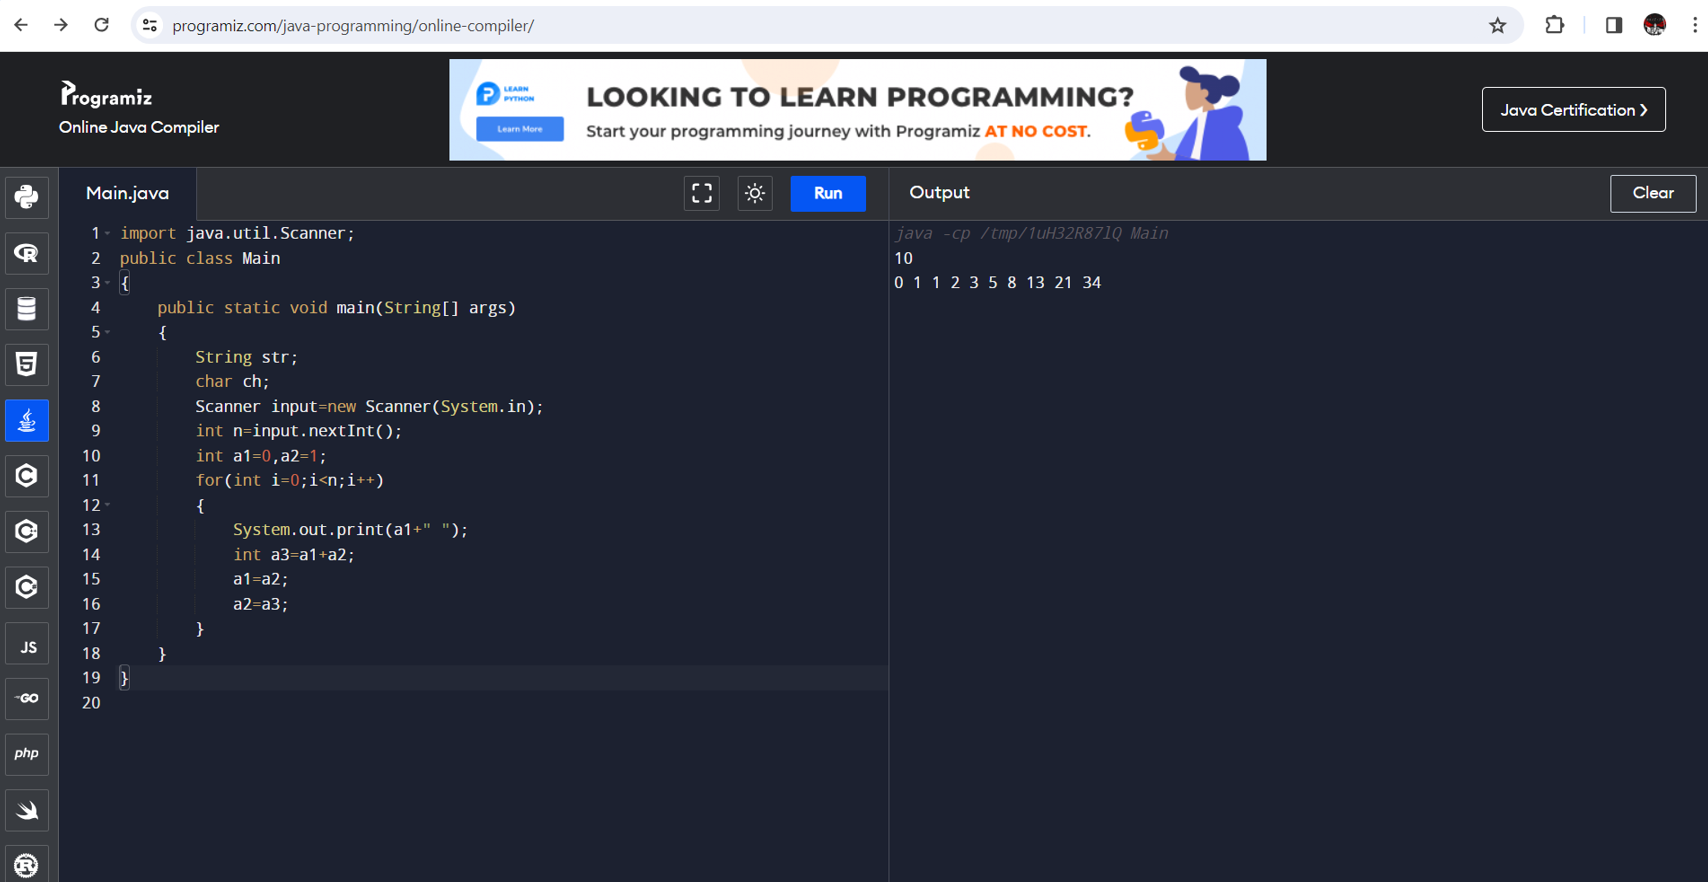 programiz.com/java-programming/online-compiler/
Programiz
Online Java Compiler
LEARN
PYTHON
Learn More
LOOKING TO LEARN PROGRAMMING?
Start your programming journey with Programiz AT NO COST.
Java Certification ❯
Main.java
Run
Output
Clear
1 import java.util.Scanner;
2 public class Main
3 {
4     public static void main(String[] args)
5     {
6         String str;
7         char ch;
8         Scanner input=new Scanner(System.in);
9         int n=input.nextInt();
10         int a1=0,a2=1;
11         for(int i=0;i<n;i++)
12         {
13             System.out.print(a1+" ");
14             int a3=a1+a2;
15             a1=a2;
16             a2=a3;
17         }
18     }
19 }
20
java -cp /tmp/1uH32R87lQ Main
10
0 1 1 2 3 5 8 13 21 34
R
5
C
C
C
JS
GO
php
R